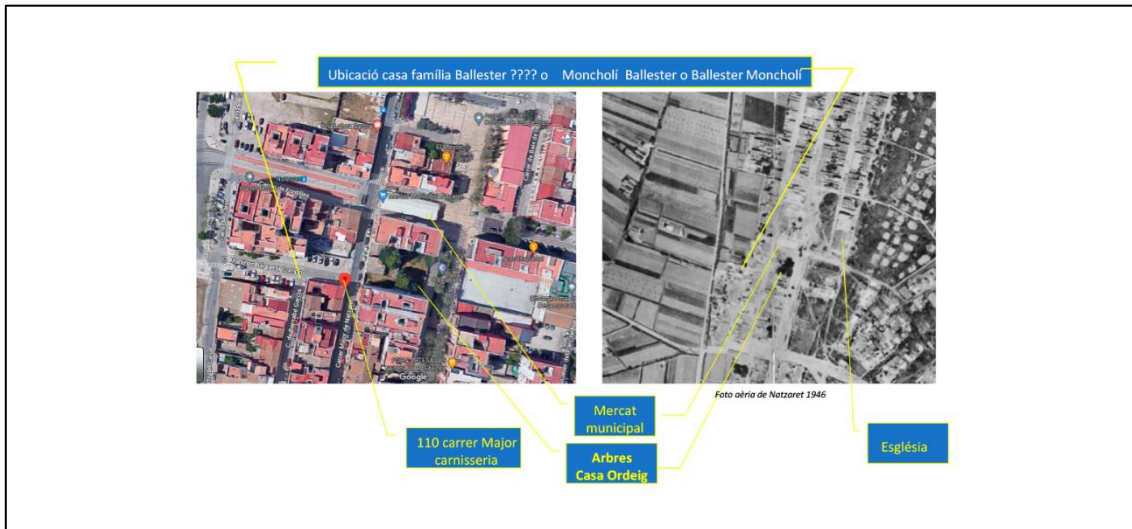 Ubicació casa família Ballester ???? o Moncholí Ballester o Ballester Moncholí
Google
Foto aèria de Natzaret 1946
Mercat
municipal
110 carrer Major
carnisseria
Arbres
Casa Ordeig
Església